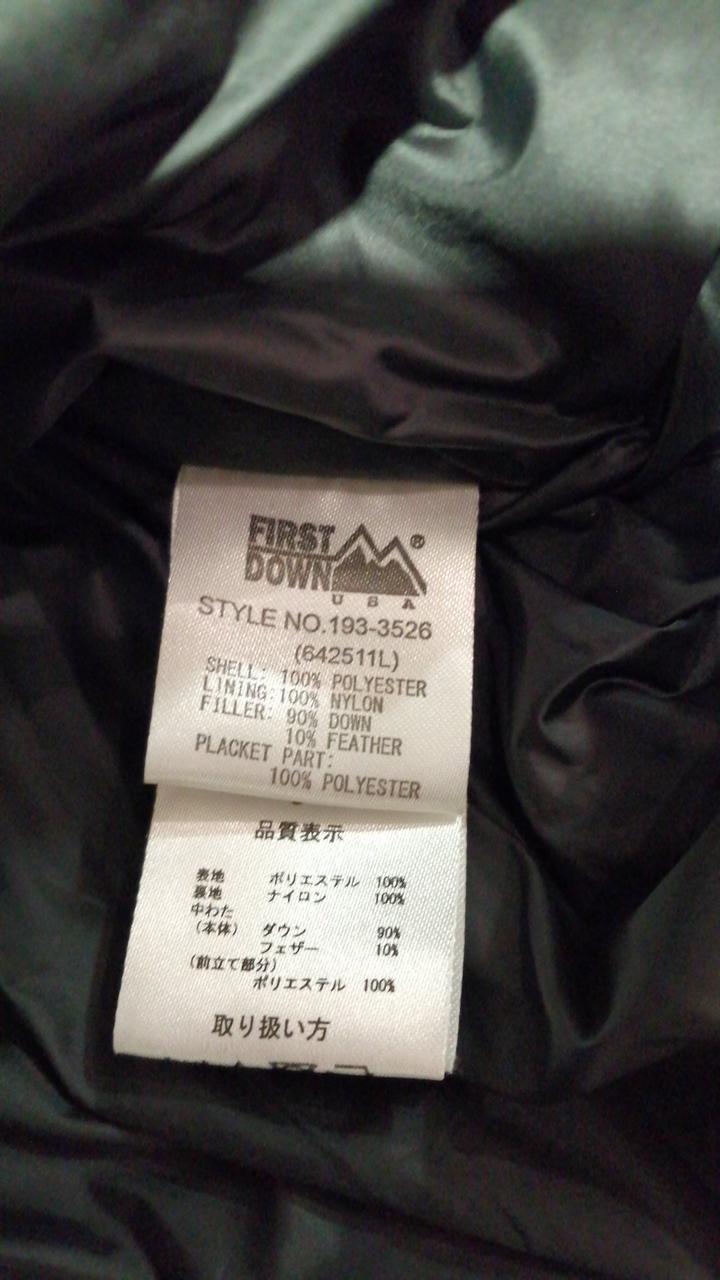 FIRST
DOWN®
USA
STYLE NO.193-3526
(642511L)
SHELL: 100% POLYESTER
LINING:100% NYLON
FILLER: 90% DOWN
10% FEATHER
PLACKET PART:
100% POLYESTER
品質表示
表地 ポリエステル 100%
裏地 ナイロン 100%
中わた
(本体) ダウン 90%
フェザー 10%
(前立て部分)
ポリエステル 100%
取り扱い方